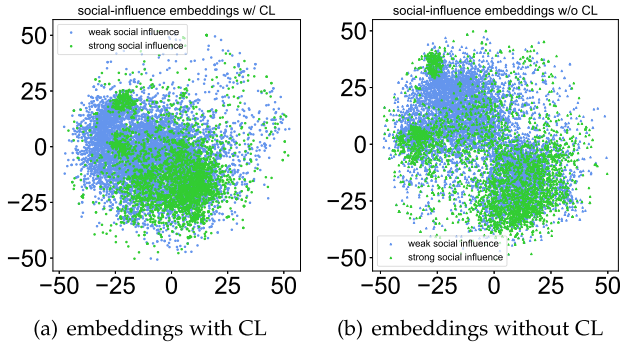 social-influence embeddings w/ CL
weak social influence
strong social influence
50
25
0
−25
−50
−50 −25 0 25 50
(a) embeddings with CL
social-influence embeddings w/o CL
50
25
0
−25
−50
weak social influence
strong social influence
−50 −25 0 25 50
(b) embeddings without CL